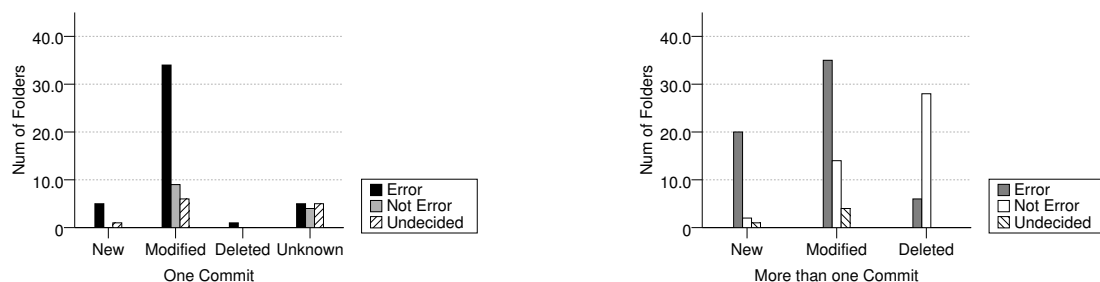 Num of Folders
40.0
30.0
20.0
10.0
0
New Modified Deleted Unknown
One Commit
Error
Not Error
Undecided
Num of Folders
40.0
30.0
20.0
10.0
0
New Modified Deleted
More than one Commit
Error
Not Error
Undecided